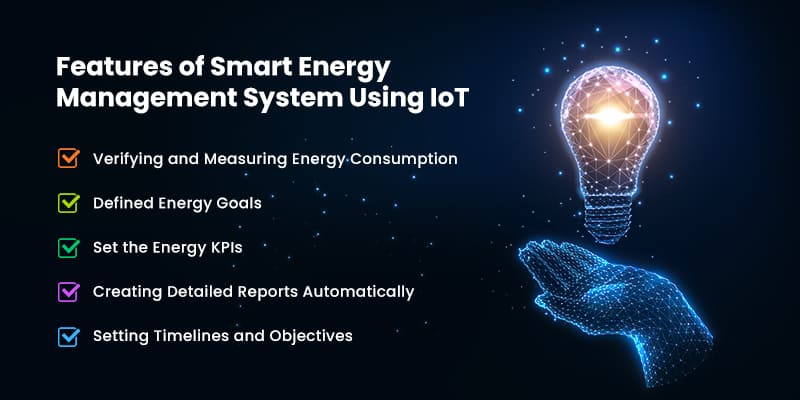 Features of Smart Energy
Management System Using IoT
Verifying and Measuring Energy Consumption
Defined Energy Goals
Set the Energy KPIs
Creating Detailed Reports Automatically
Setting Timelines and Objectives